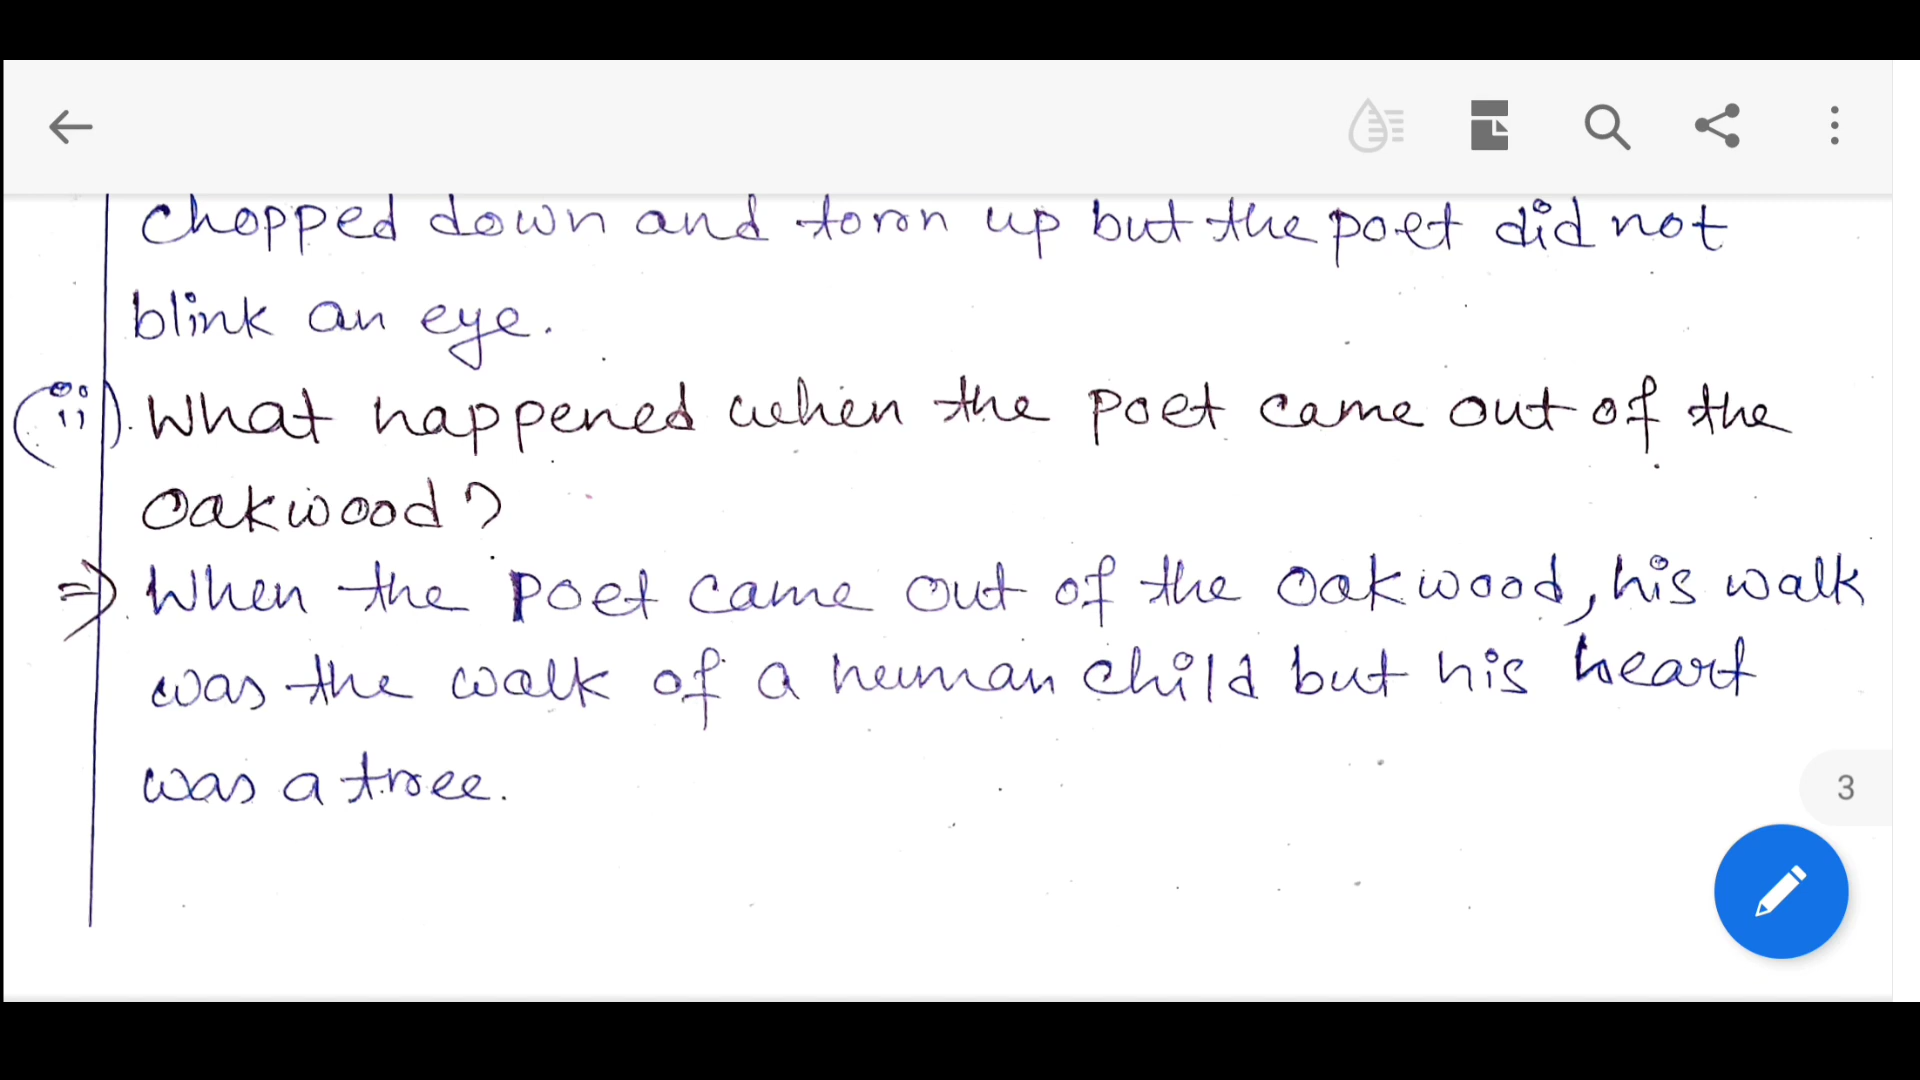 chopped down and torn up but the poet did not
blink an eye.
(ii). What happened when the poet came out of the
Oakwood?
⇒ When the poet came out of the Oakwood, his walk
was the walk of a human child but his heart
was a tree.
3